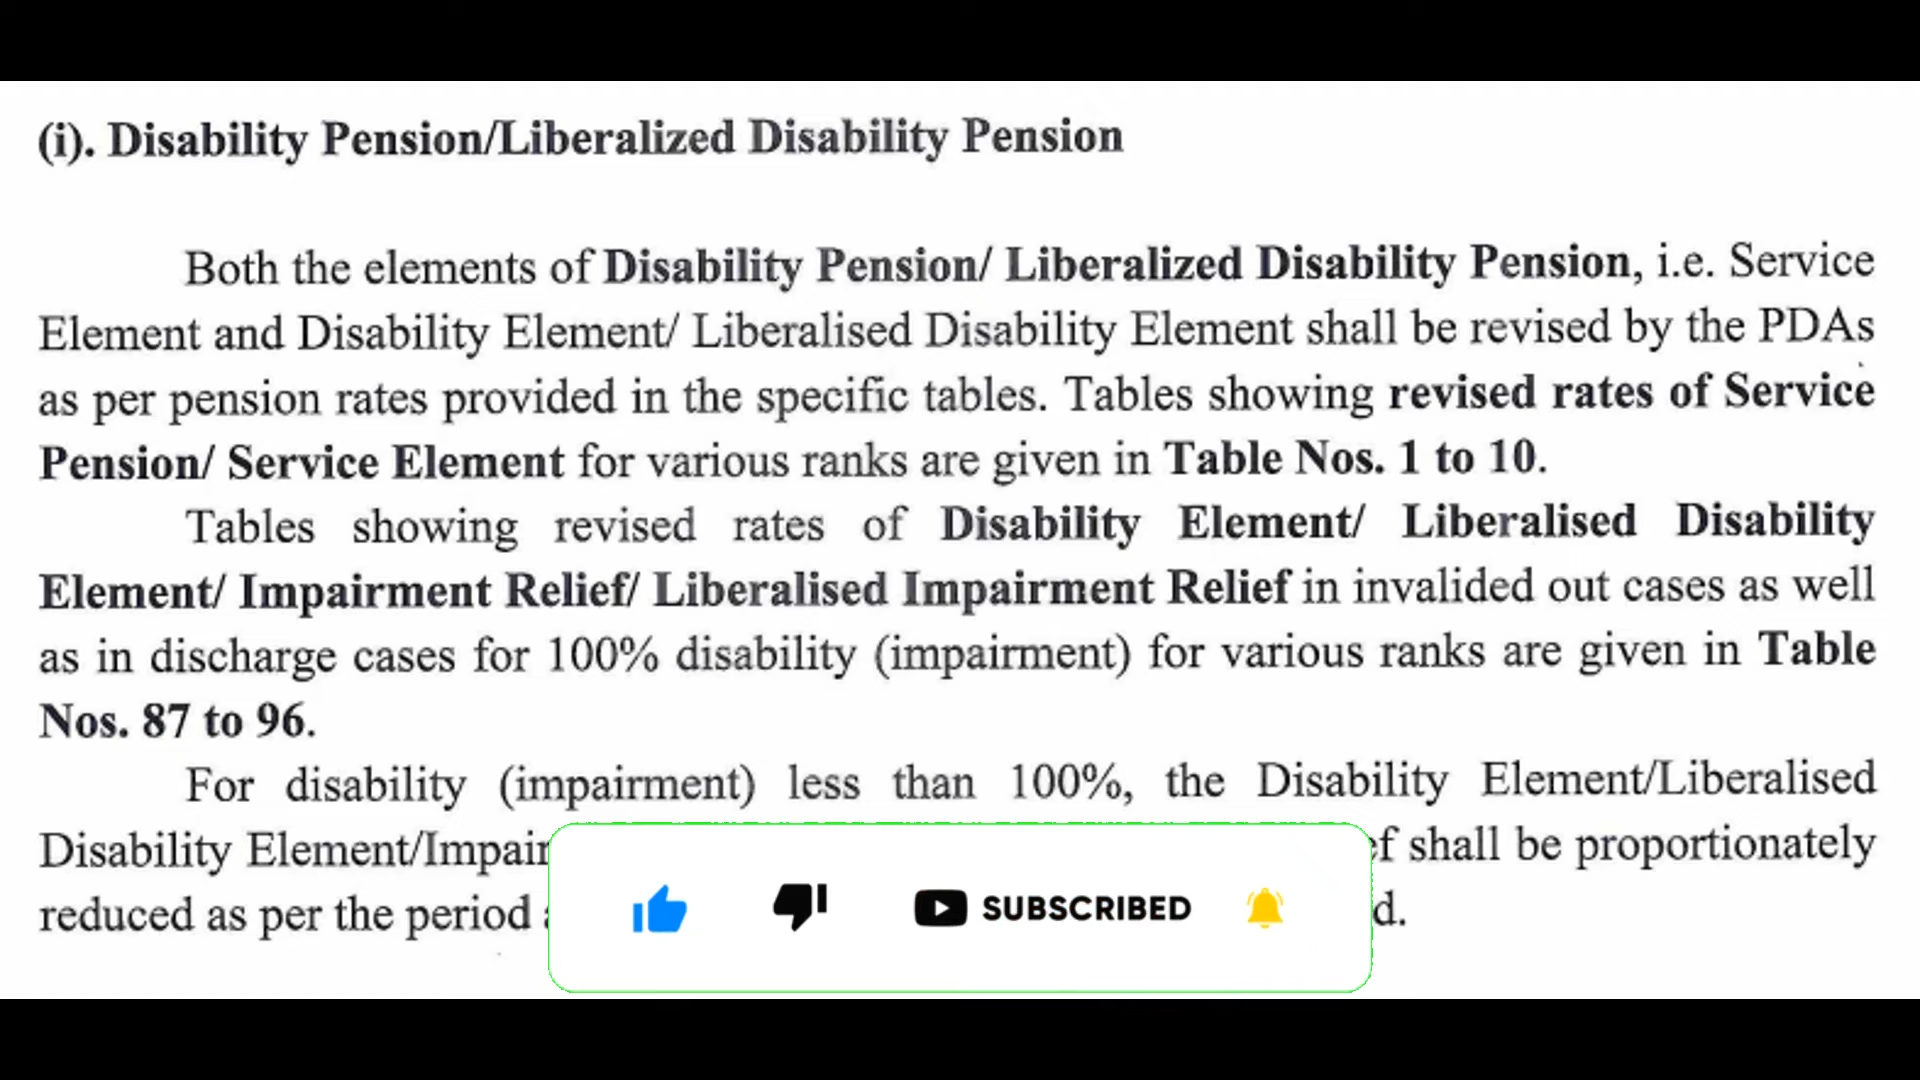 (i). Disability Pension/Liberalized Disability Pension
Both the elements of Disability Pension/ Liberalized Disability Pension, i.e. Service
Element and Disability Element/ Liberalised Disability Element shall be revised by the PDAs
as per pension rates provided in the specific tables. Tables showing revised rates of Service
Pension/ Service Element for various ranks are given in Table Nos. 1 to 10.
Tables showing revised rates of Disability Element/ Liberalised Disability
Element/ Impairment Relief/ Liberalised Impairment Relief in invalided out cases as well
as in discharge cases for 100% disability (impairment) for various ranks are given in Table
Nos. 87 to 96.
For disability (impairment) less than 100%, the Disability Element/Liberalised
Disability shall be proportionately
reduced as per the period
SUBSCRIBED